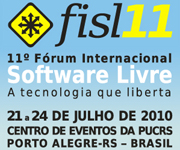 fisl11
11º Fórum Internacional
Software Livre
A tecnologia que liberta
21 a 24 DE JULHO DE 2010
CENTRO DE EVENTOS DA PUCRS
PORTO ALEGRE-RS – BRASIL